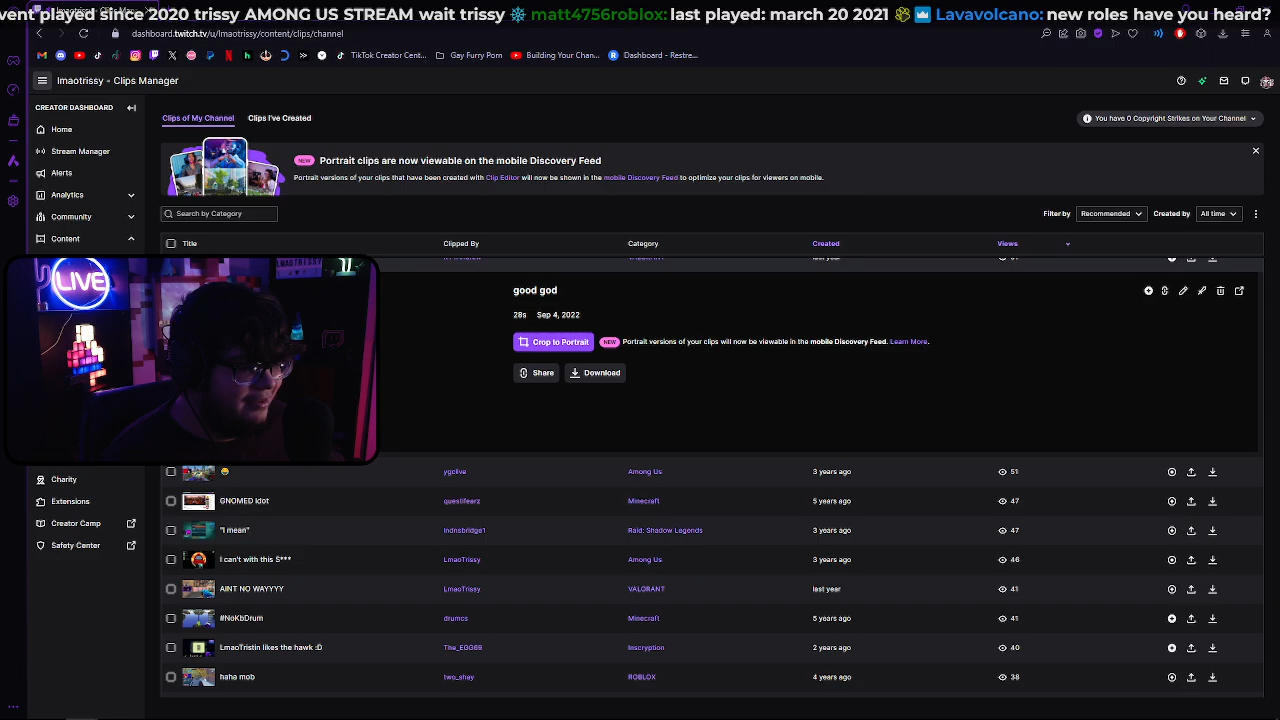 vent played since 2020 trissy AMONG US STREAM wait trissy matt4756roblox: last played: march 20 2021 Lavavolcano: new roles have you heard?
dashboard.twitch.tv/u/lmaotrissy/content/clips/channel
TikTok Creator Cent... Gay Furry Porn Building Your Chan... Dashboard - Restre...
lmaotrissy - Clips Manager
CREATOR DASHBOARD
Home
Stream Manager
Alerts
Analytics
Community
Content
Charity
Extensions
Creator Camp
Safety Center
LIVE
Clips of My Channel Clips I've Created
You have 0 Copyright Strikes on Your Channel
NEW Portrait clips are now viewable on the mobile Discovery Feed
Portrait versions of your clips that have been created with Clip Editor will now be shown in the mobile Discovery Feed to optimize your clips for viewers on mobile.
Search by Category
Filter by Recommended Created by All time
Title Clipped By Category Created Views
good god
28s Sep 4, 2022
Crop to Portrait NEW Portrait versions of your clips will now be viewable in the mobile Discovery Feed. Learn More.
Share Download
😂 ygclive Among Us 3 years ago 51
GNOMED idot questifearz Minecraft 5 years ago 47
"I mean" lndnsbridge1 Raid: Shadow Legends 3 years ago 47
I can't with this S*** LmaoTrissy Among Us 3 years ago 46
AINT NO WAYYYY LmaoTrissy VALORANT last year 41
#NoKbDrum drumcs Minecraft 5 years ago 41
LmaoTristin likes the hawk :D The_EGG69 Inscryption 2 years ago 40
haha mob two_shay ROBLOX 4 years ago 38